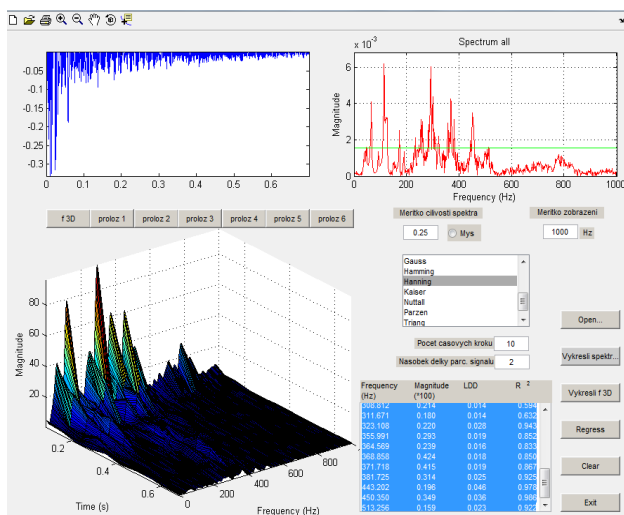 Spectrum all
× 10⁻³
-0.05
-0.1
-0.15
-0.2
-0.25
-0.3
0 0.1 0.2 0.3 0.4 0.5 0.6
Magnitude
6
4
2
0
0 200 400 600 800 1000
Frequency (Hz)
f 3D proloz 1 proloz 2 proloz 3 proloz 4 proloz 5 proloz 6
Meritko citivosti spektra
Meritko zobrazeni
0.25 Mys
1000 Hz
Gauss
Hamming
Hanning
Kaiser
Nuttall
Parzen
Triang
Pocet casovych kroku 10
Nasobek delky parc. signalu 2
Magnitude
80
60
40
20
0.2
0.4
0.6
Time (s)
0 200 400 600 800
Frequency (Hz)
Frequency (Hz) Magnitude (*100) LDD R 2
308.812 0.214 0.014 0.594
311.671 0.180 0.014 0.632
323.108 0.220 0.028 0.943
355.991 0.293 0.019 0.852
364.569 0.239 0.016 0.833
368.858 0.424 0.018 0.850
371.718 0.415 0.019 0.867
381.725 0.314 0.025 0.925
443.202 0.196 0.046 0.978
450.350 0.349 0.036 0.986
513.256 0.159 0.023 0.922
Open...
Vykresli spektr...
Vykresli f 3D
Regress
Clear
Exit